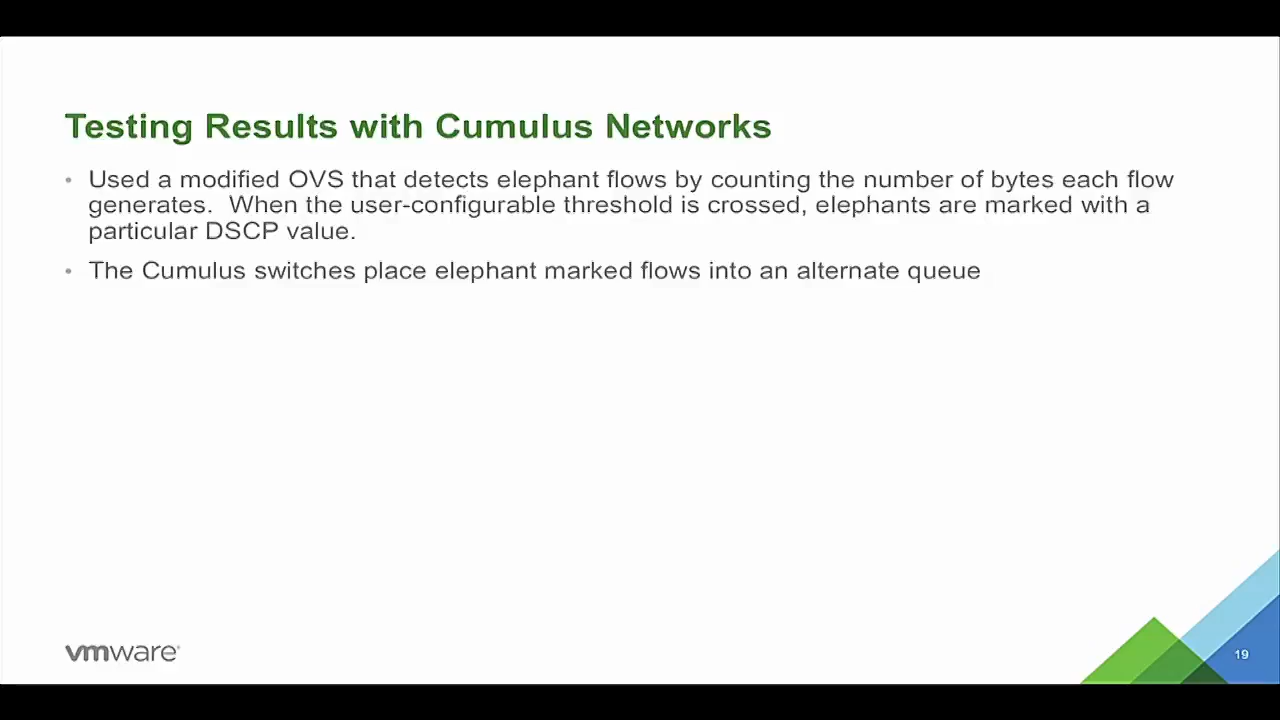 Testing Results with Cumulus Networks
• Used a modified OVS that detects elephant flows by counting the number of bytes each flow
generates.  When the user-configurable threshold is crossed, elephants are marked with a
particular DSCP value.
• The Cumulus switches place elephant marked flows into an alternate queue
vmware
19